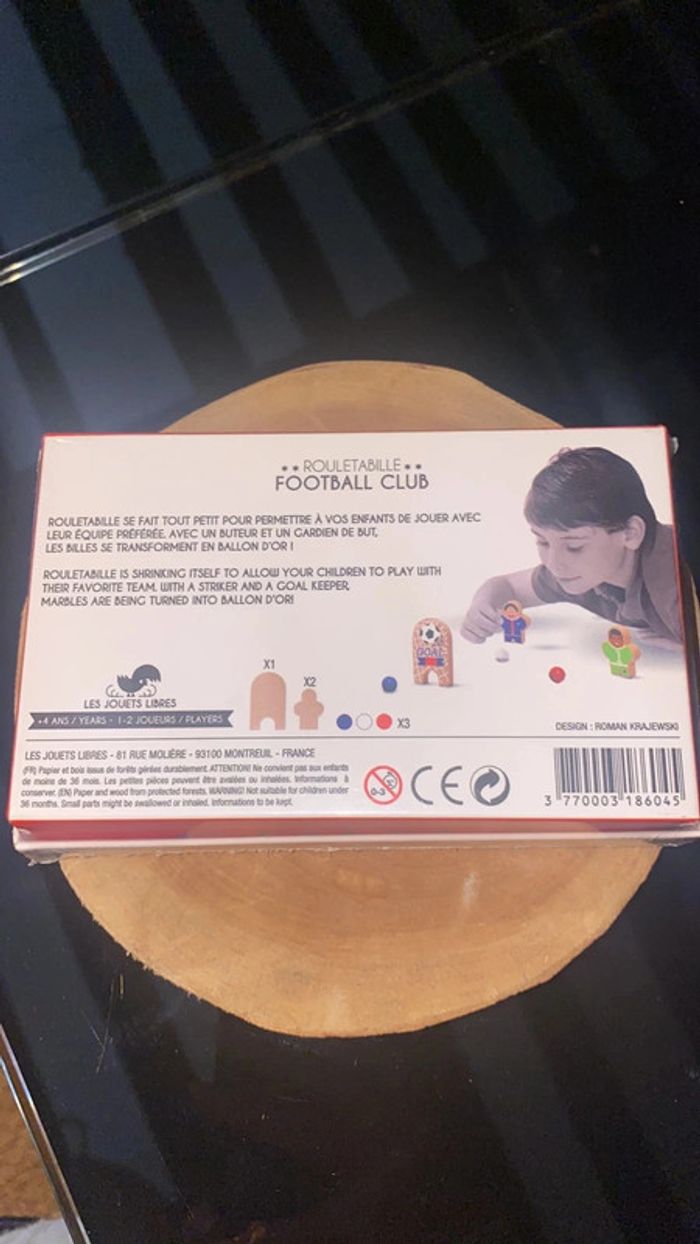 •• ROULETABILLE ••
FOOTBALL CLUB
ROULETABILLE SE FAIT TOUT PETIT POUR PERMETTRE À VOS ENFANTS DE JOUER AVEC
LEUR ÉQUIPE PRÉFÉRÉE. AVEC UN BUTEUR ET UN GARDIEN DE BUT,
LES BILLES SE TRANSFORMENT EN BALLON D'OR !
ROULETABILLE IS SHRINKING ITSELF TO ALLOW YOUR CHILDREN TO PLAY WITH
THEIR FAVORITE TEAM. WITH A STRIKER AND A GOAL KEEPER,
MARBLES ARE BEING TURNED INTO BALLON D'OR!
GOAL
X1
X2
X3
LES JOUETS LIBRES
+4 ANS / YEARS - 1-2 JOUEURS / PLAYERS
DESIGN : ROMAN KRAJEWSKI
LES JOUETS LIBRES - 81 RUE MOLIÈRE - 93100 MONTREUIL - FRANCE
(FR) Papier et bois issus de forêts gérées durablement. ATTENTION! Ne convient pas aux enfants
de moins de 36 mois. Les petites pièces peuvent être avalées ou inhalées. Informations à
conserver. (EN) Paper and wood from protected forests. WARNING! Not suitable for children under
36 months. Small parts might be swallowed or inhaled. Informations to be kept.
0-3
CE
3 770003 186045